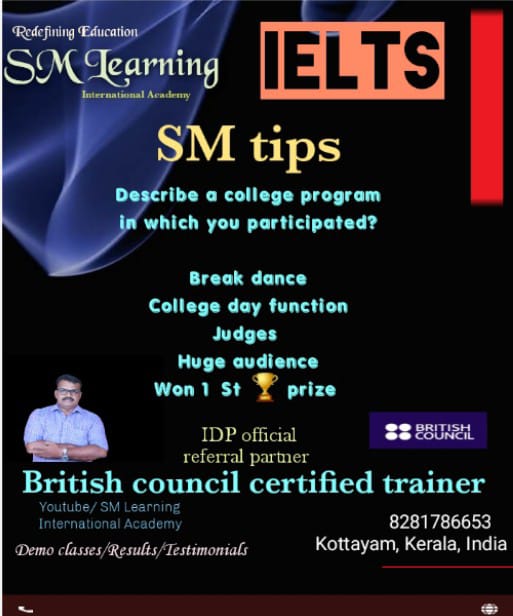 Redefining Education
SM Learning
International Academy
IELTS
SM tips
Describe a college program
in which you participated?
Break dance
College day function
Judges
Huge audience
Won 1 St 🏆 prize
IDP official
referral partner
BRITISH
COUNCIL
British council certified trainer
Youtube/ SM Learning
International Academy
8281786653
Demo classes/Results/Testimonials
Kottayam, Kerala, India